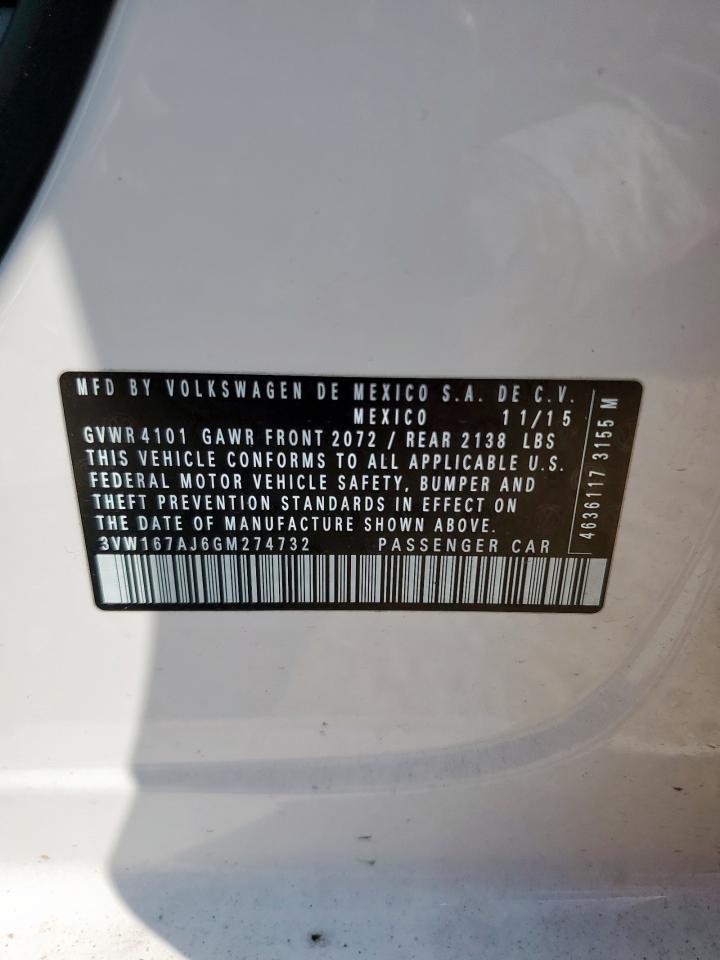 MFD BY VOLKSWAGEN DE MEXICO S.A. DE C.V.
MEXICO 11/15
GVWR 4101 GAWR FRONT 2072 / REAR 2138 LBS
THIS VEHICLE CONFORMS TO ALL APPLICABLE U.S.
FEDERAL MOTOR VEHICLE SAFETY, BUMPER AND
THEFT PREVENTION STANDARDS IN EFFECT ON
THE DATE OF MANUFACTURE SHOWN ABOVE.
3VW167AJ6GM274732 PASSENGER CAR
4636117 3155 M